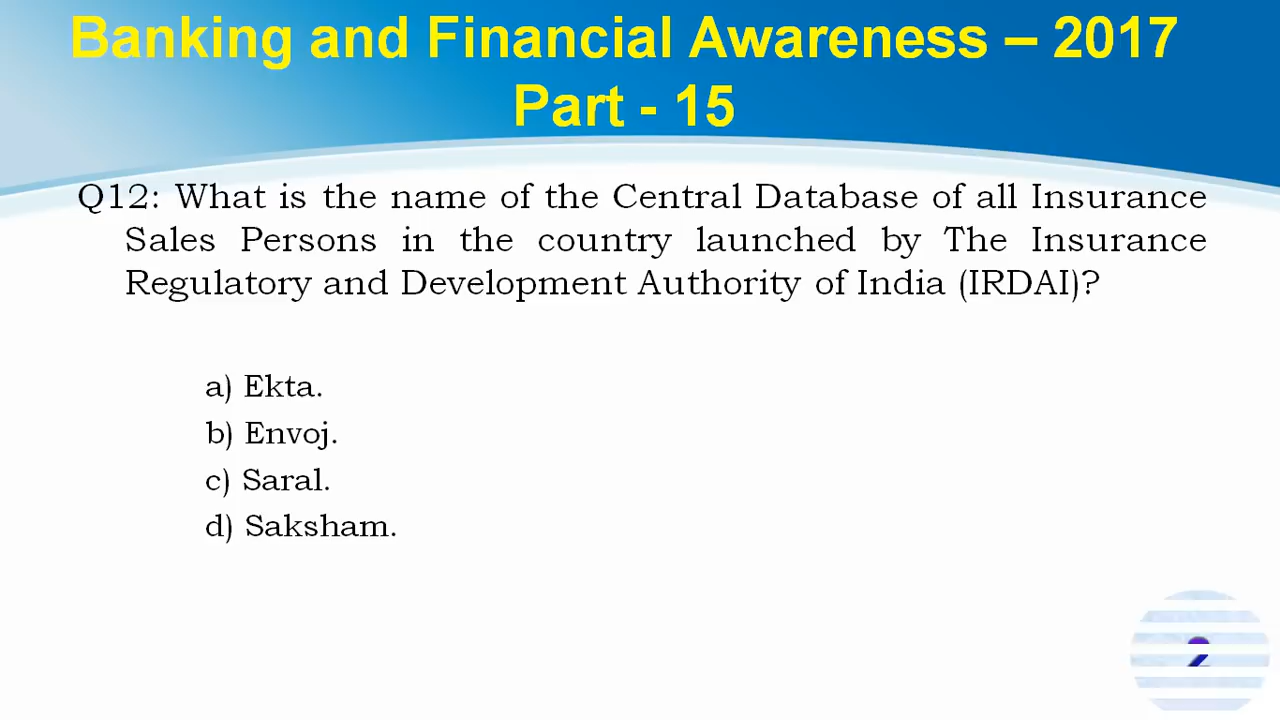 Banking and Financial Awareness – 2017
Part - 15
Q12: What is the name of the Central Database of all Insurance
Sales Persons in the country launched by The Insurance
Regulatory and Development Authority of India (IRDAI)?
a) Ekta.
b) Envoj.
c) Saral.
d) Saksham.
2